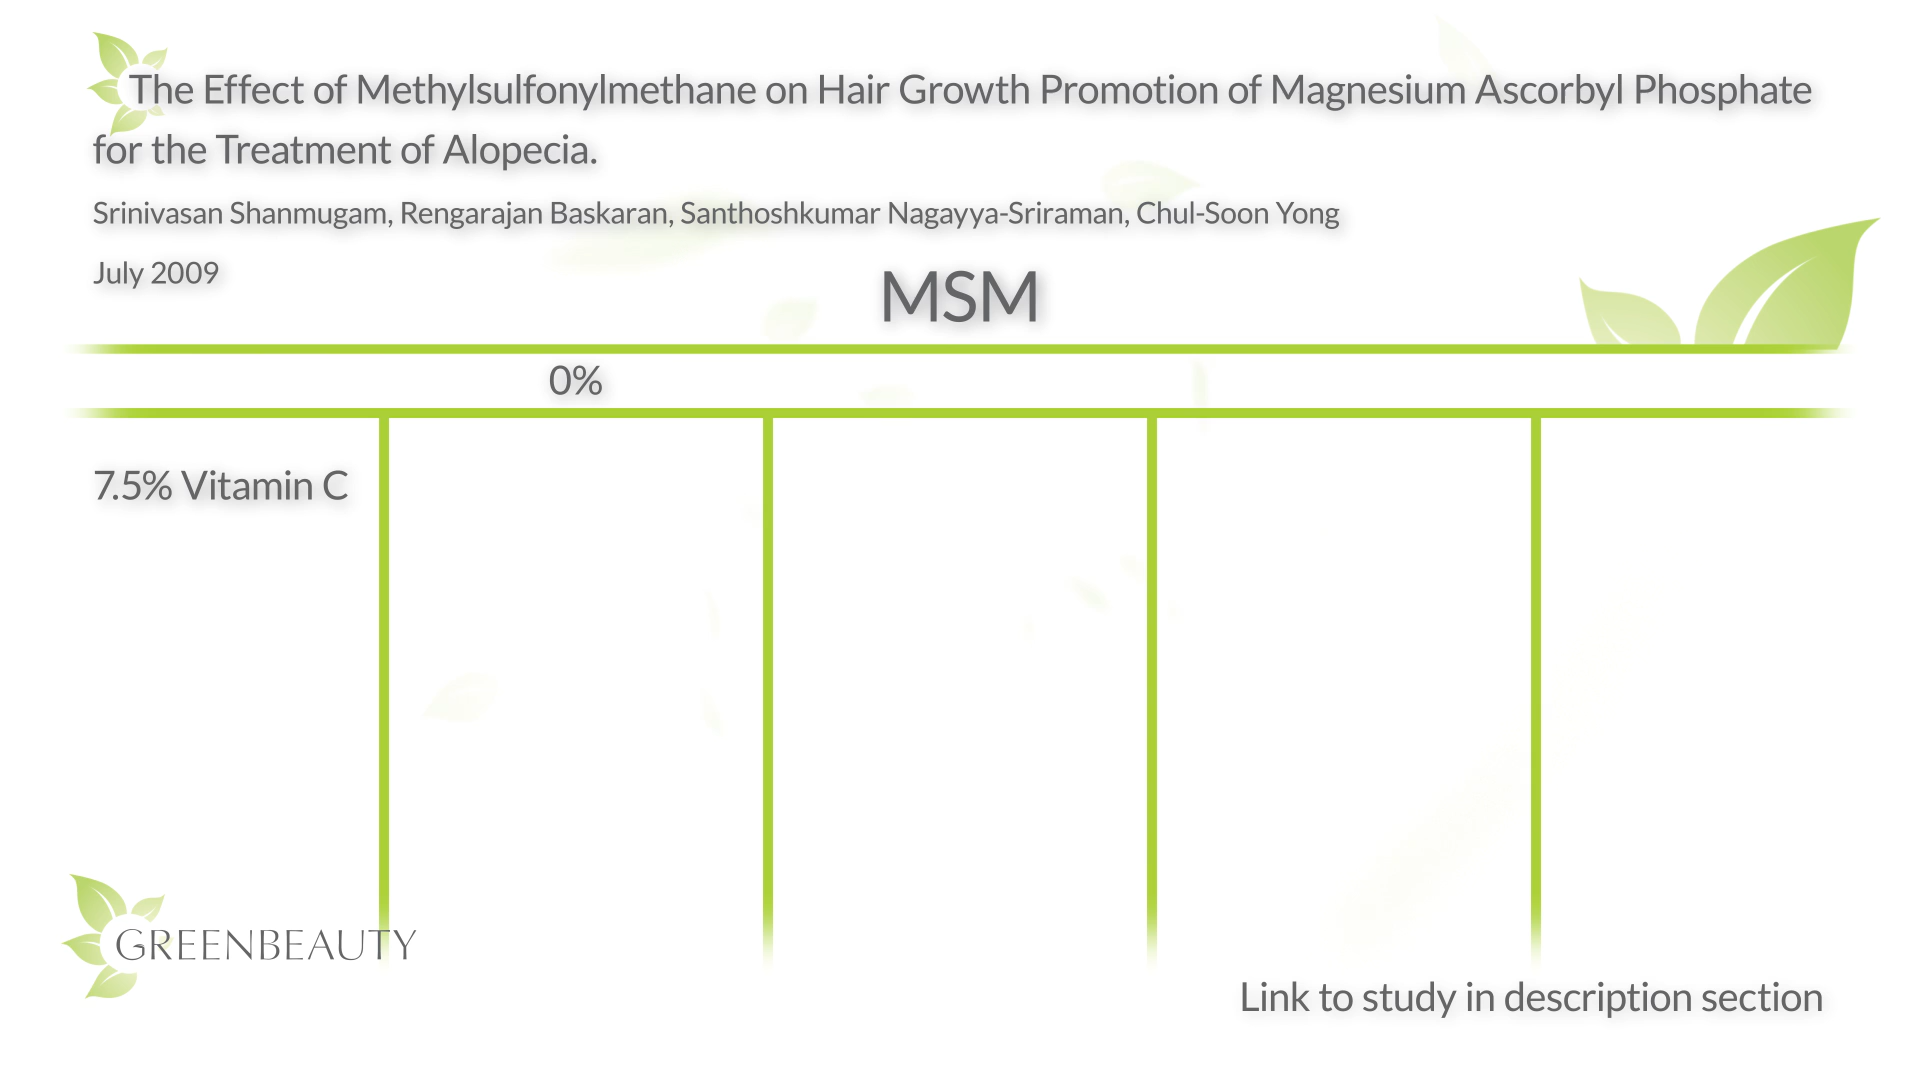 The Effect of Methylsulfonylmethane on Hair Growth Promotion of Magnesium Ascorbyl Phosphate
for the Treatment of Alopecia.
Srinivasan Shanmugam, Rengarajan Baskaran, Santhoshkumar Nagayya-Sriraman, Chul-Soon Yong
July 2009
MSM
0%
7.5% Vitamin C
GREENBEAUTY
Link to study in description section